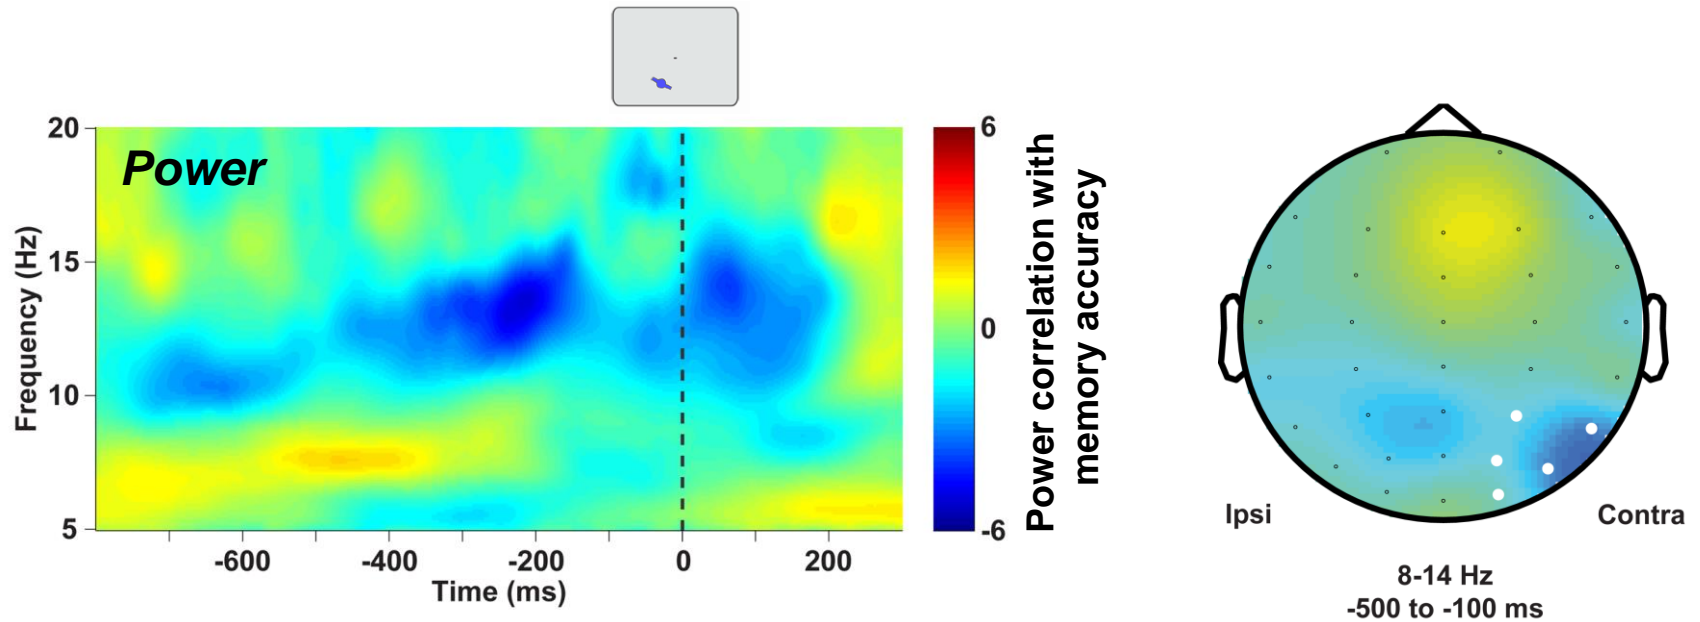 Power
20
15
10
5
Frequency (Hz)
-600
-400
-200
0
200
Time (ms)
6
0
-6
Power correlation with
memory accuracy
Ipsi
Contra
8-14 Hz
-500 to -100 ms